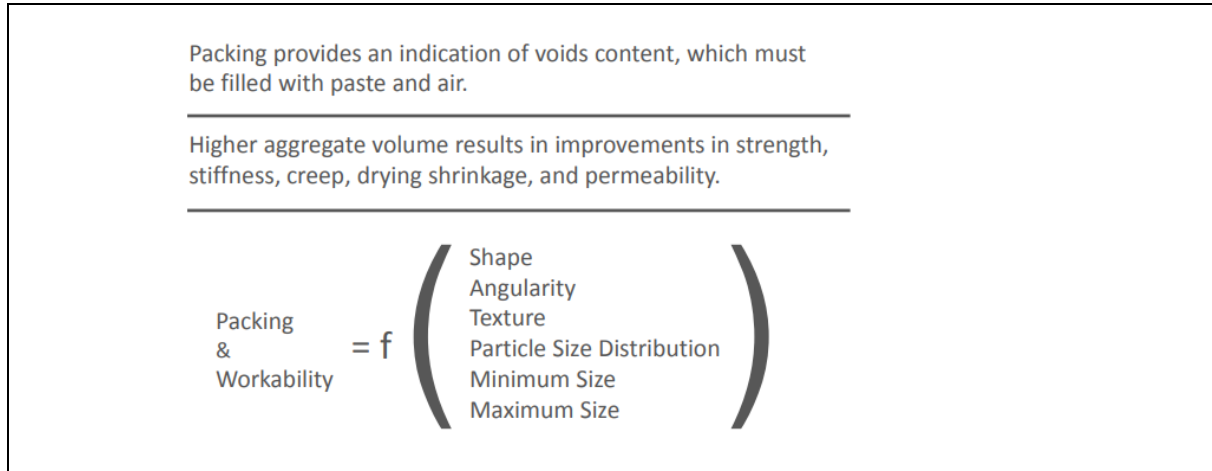 Packing provides an indication of voids content, which must
be filled with paste and air.
Higher aggregate volume results in improvements in strength,
stiffness, creep, drying shrinkage, and permeability.
Packing
&
Workability
= f
(
Shape
Angularity
Texture
Particle Size Distribution
Minimum Size
Maximum Size
)